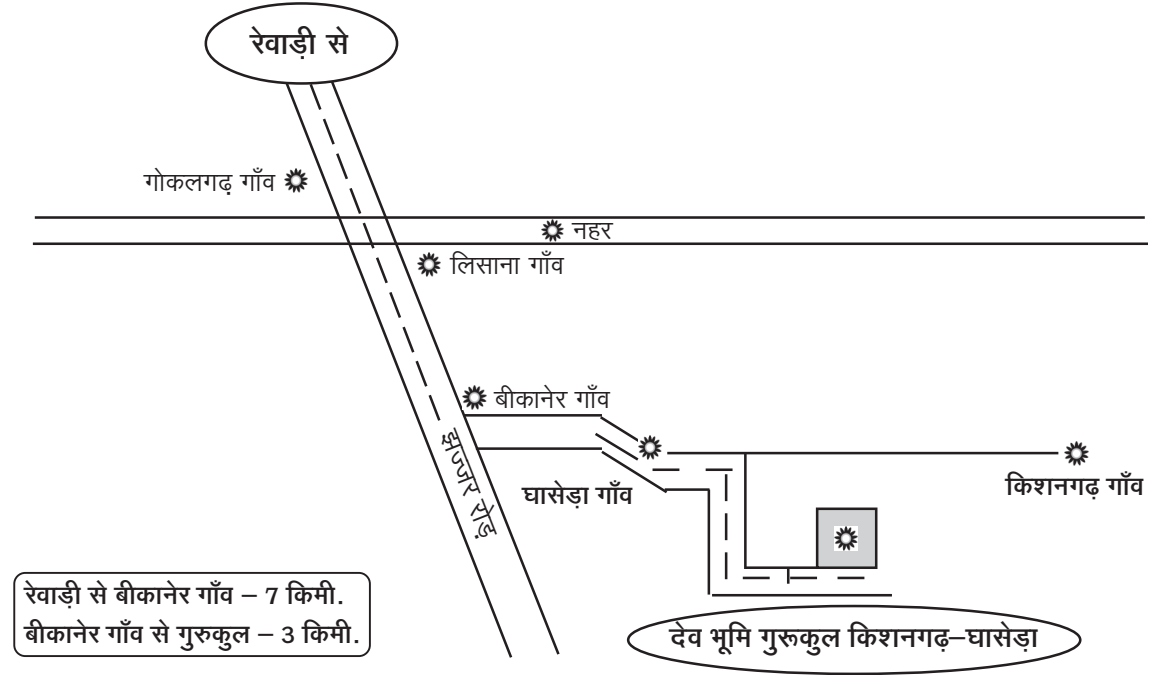 रेवाड़ी से
गोकलगढ़ गाँव
नहर
लिसाना गाँव
बीकानेर गाँव
झज्जर रोड़
घासेड़ा गाँव
किशनगढ़ गाँव
रेवाड़ी से बीकानेर गाँव – 7 किमी.
बीकानेर गाँव से गुरुकुल – 3 किमी.
देव भूमि गुरूकुल किशनगढ़–घासेड़ा